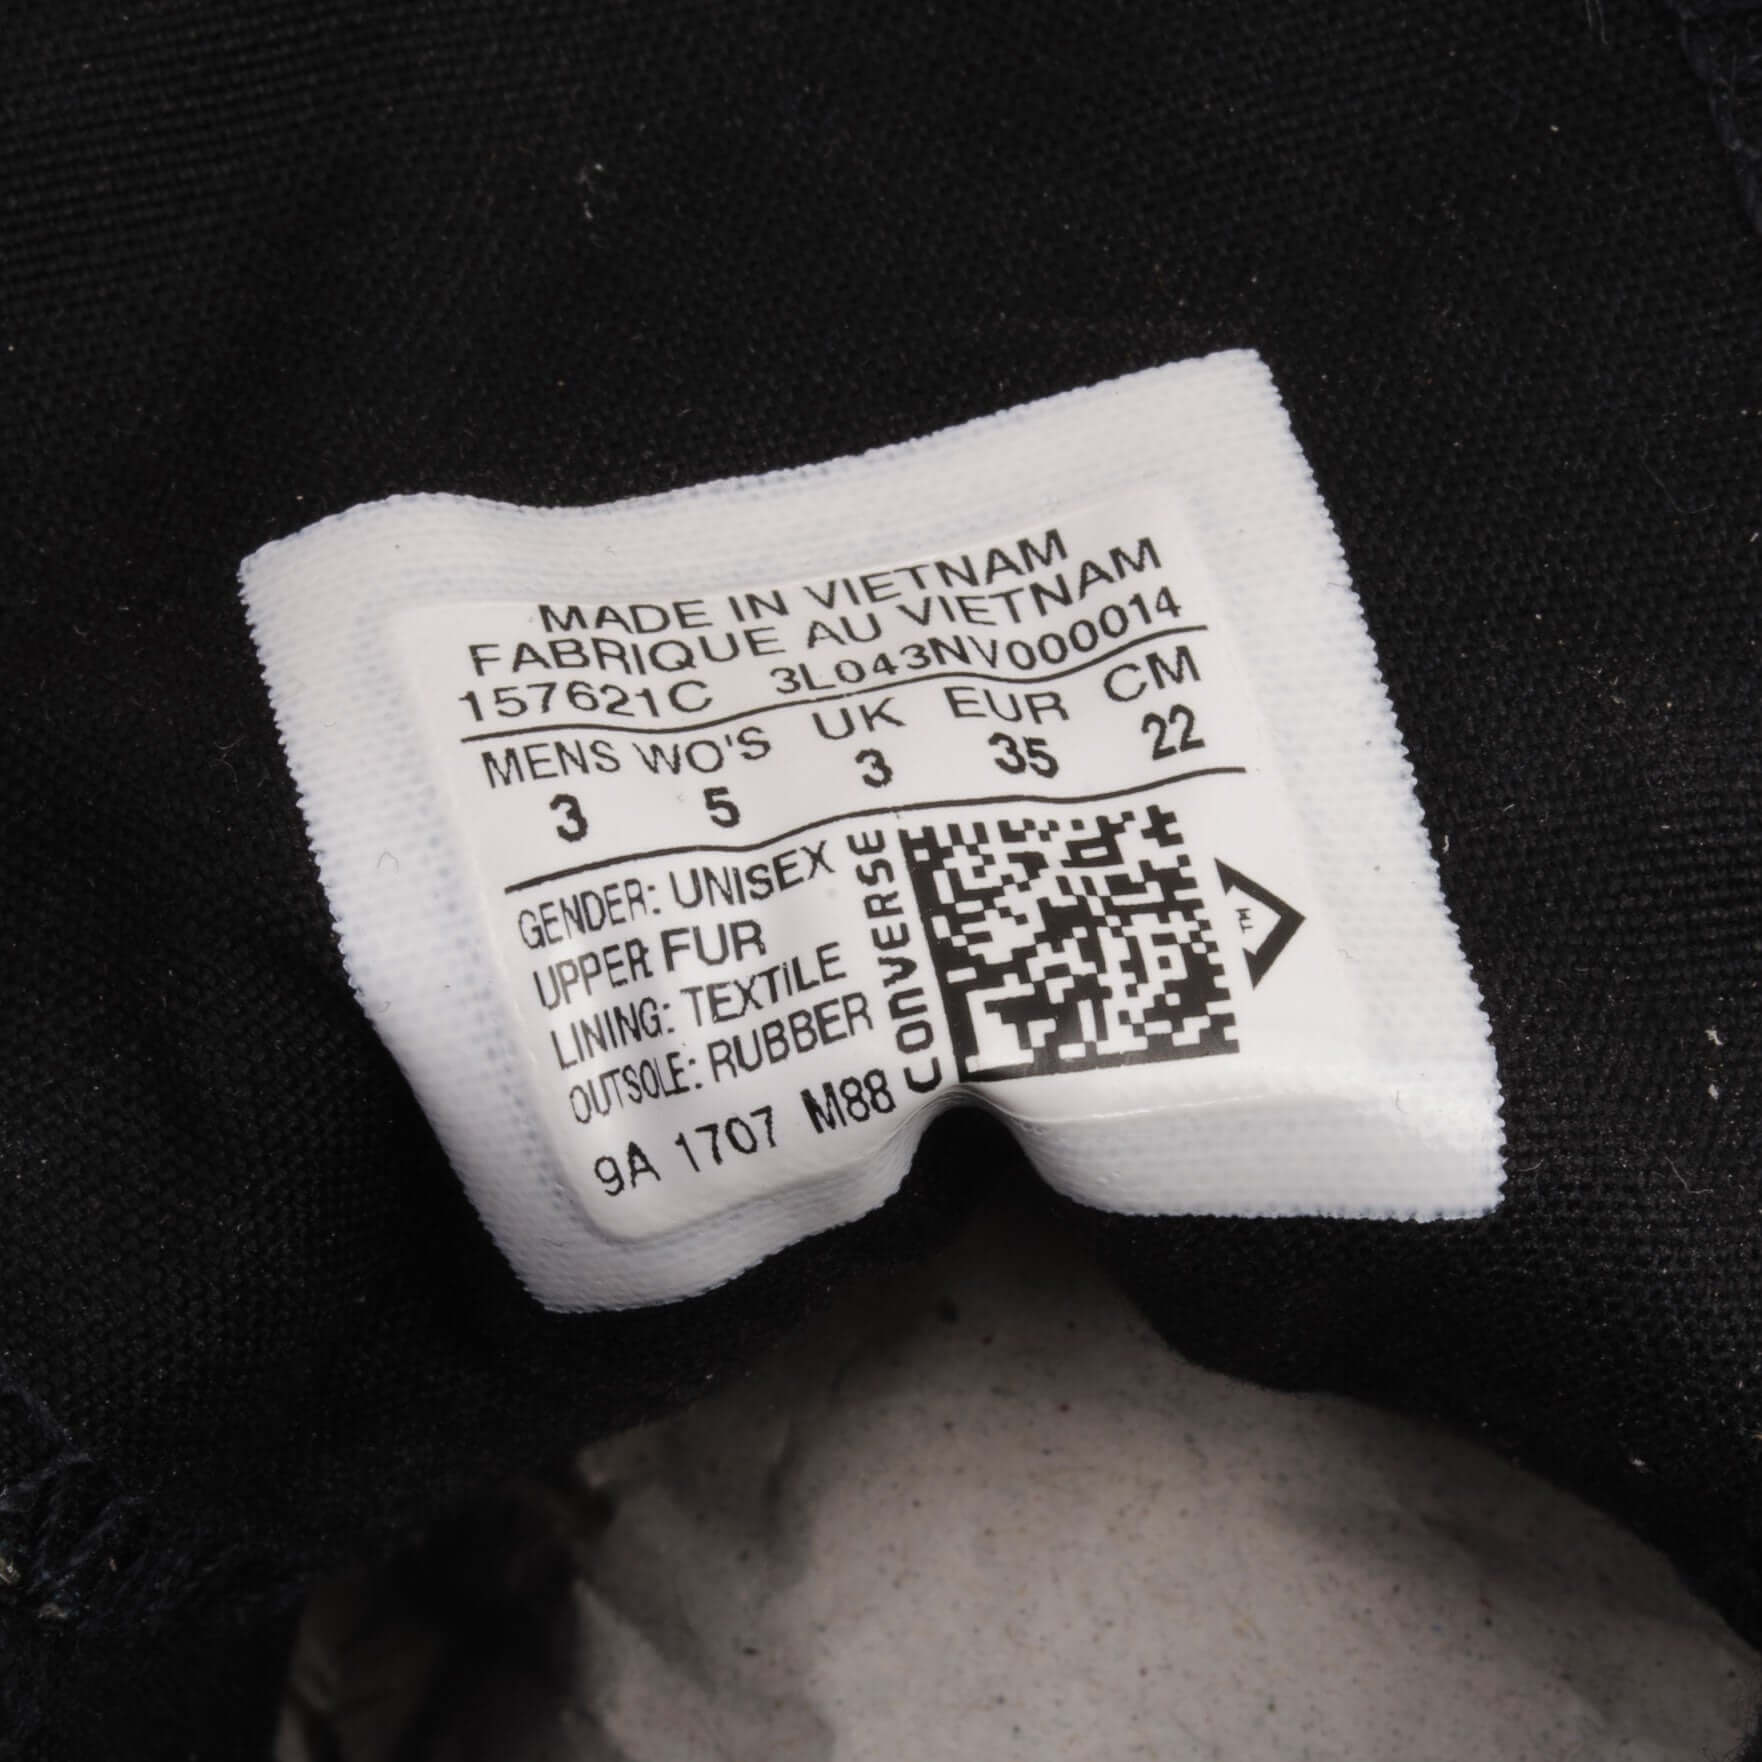 MADE IN VIETNAM
FABRIQUE AU VIETNAM
157621C 3L043NV000014
MENS WO'S UK EUR CM
3 5 3 35 22
GENDER: UNISEX
UPPER FUR
LINING: TEXTILE
OUTSOLE: RUBBER
9A 1707 M88
CONVERSE
TM